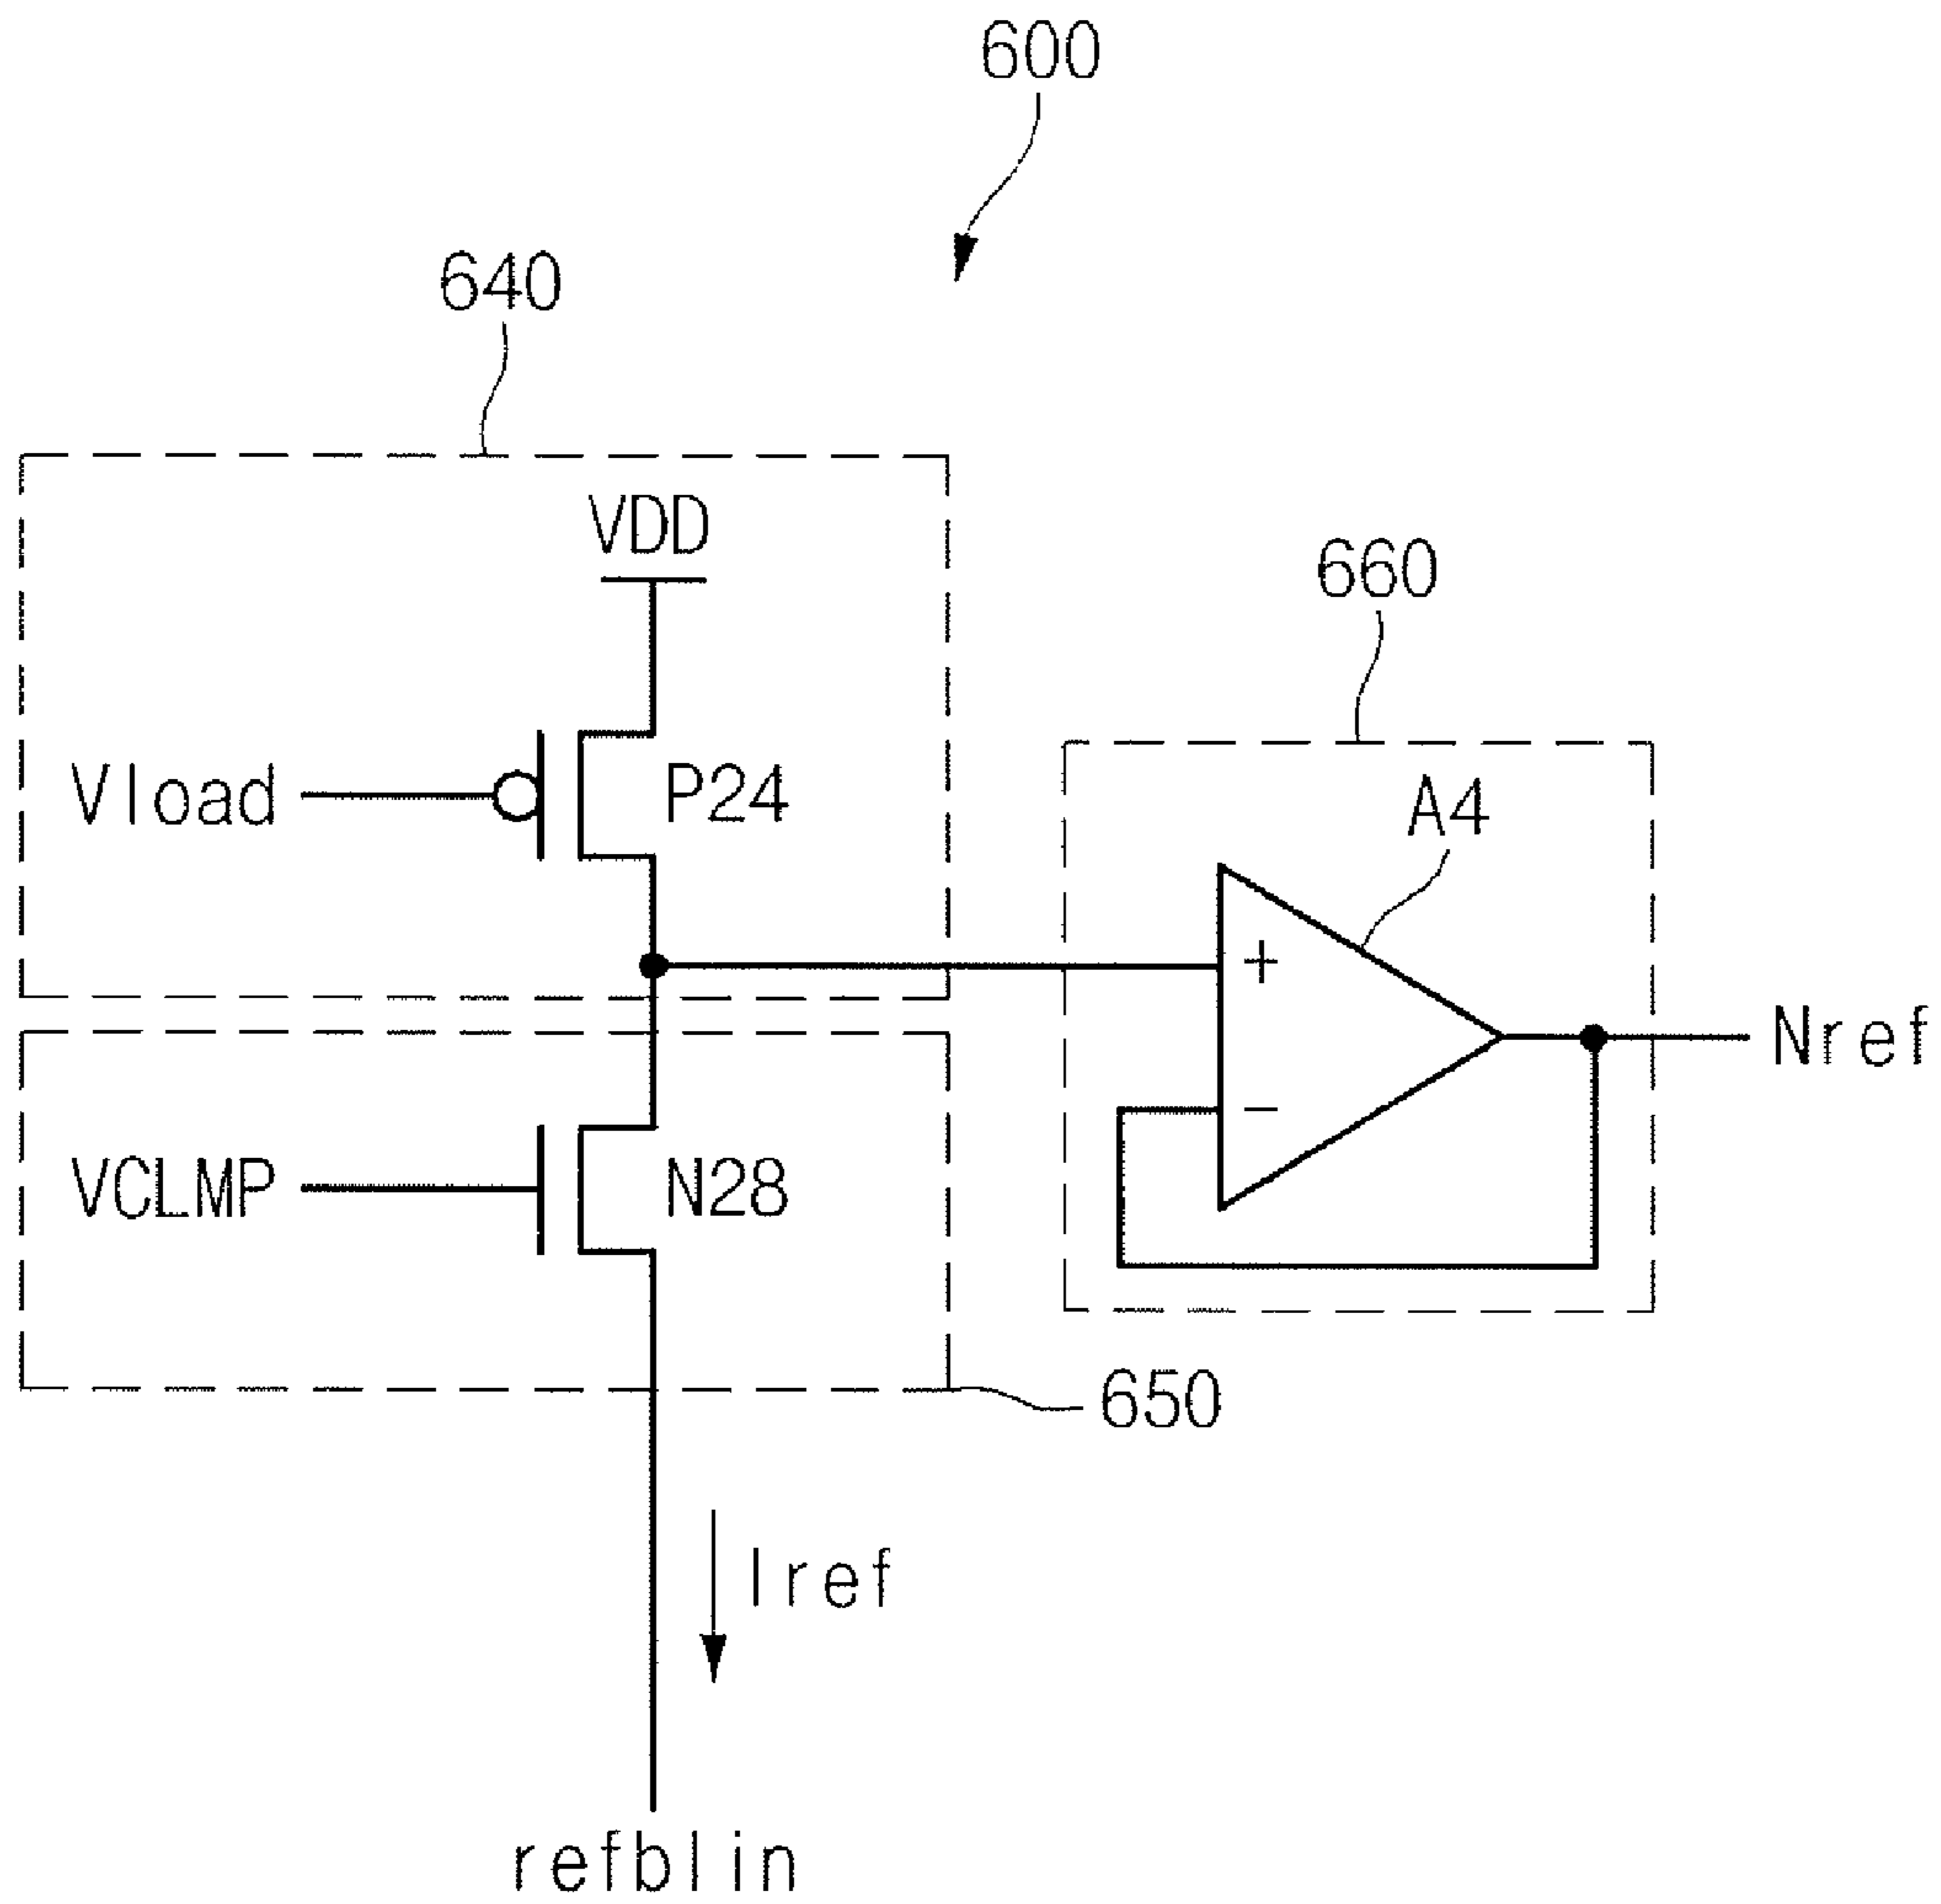 600
640
VDD
660
Vload
P24
A4
+
Nref
−
VCLMP
N28
650
Iref
refblin